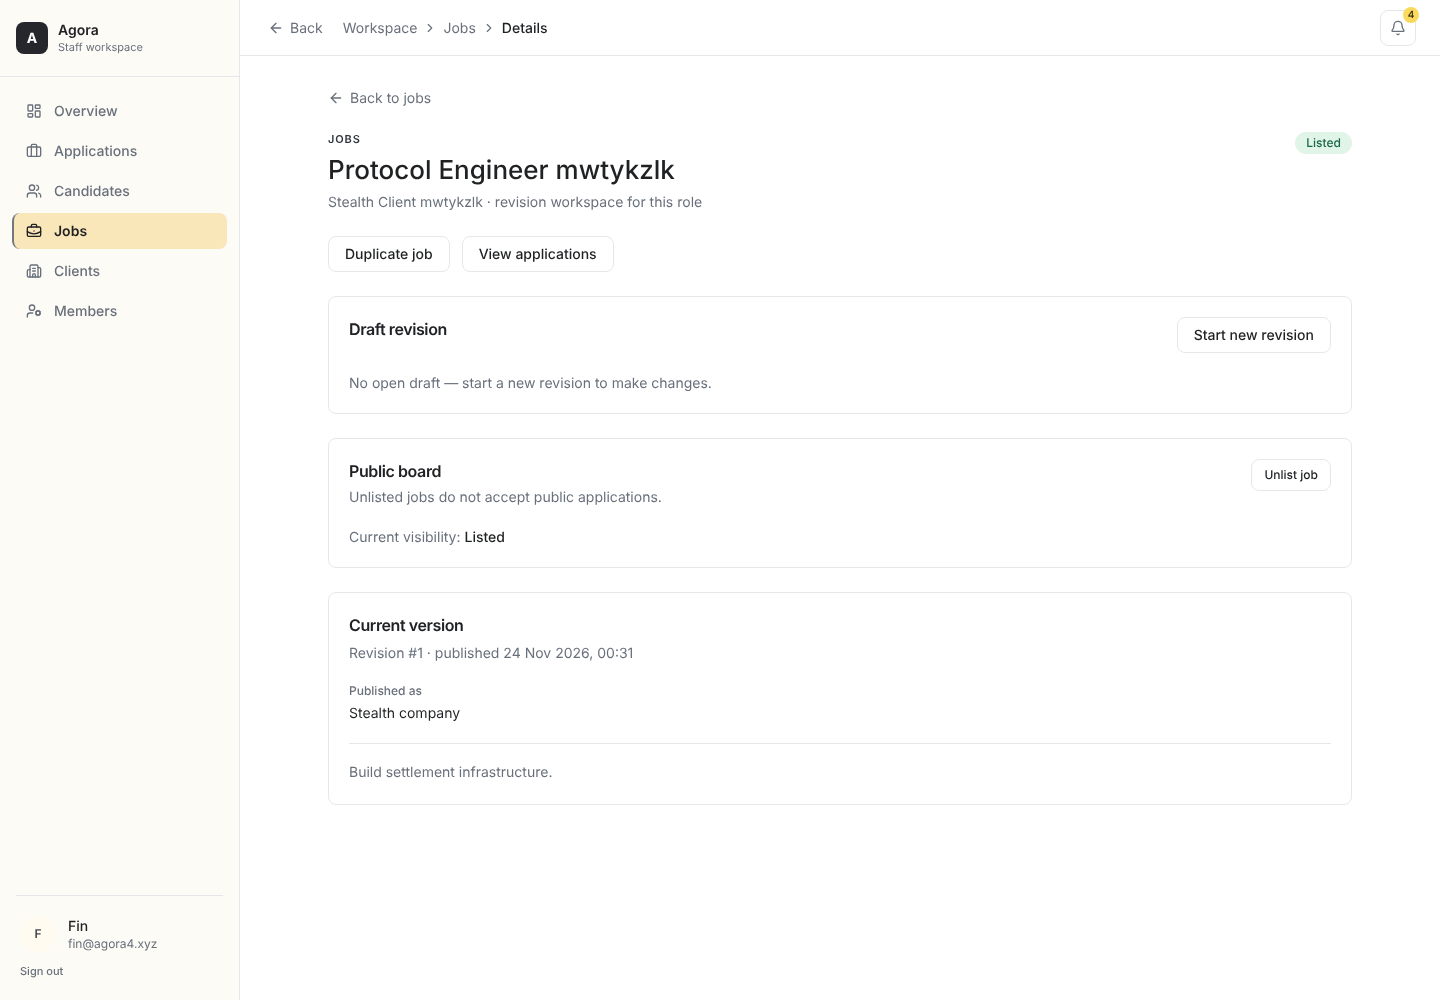 A
Agora
Staff workspace
Overview
Applications
Candidates
Jobs
Clients
Members
F
Fin
fin@agora4.xyz
Sign out
Back
Workspace
Jobs
Details
4
Back to jobs
JOBS
Listed
Protocol Engineer mwtykzlk
Stealth Client mwtykzlk · revision workspace for this role
Duplicate job
View applications
Draft revision
Start new revision
No open draft — start a new revision to make changes.
Public board
Unlist job
Unlisted jobs do not accept public applications.
Current visibility: Listed
Current version
Revision #1 · published 24 Nov 2026, 00:31
Published as
Stealth company
Build settlement infrastructure.